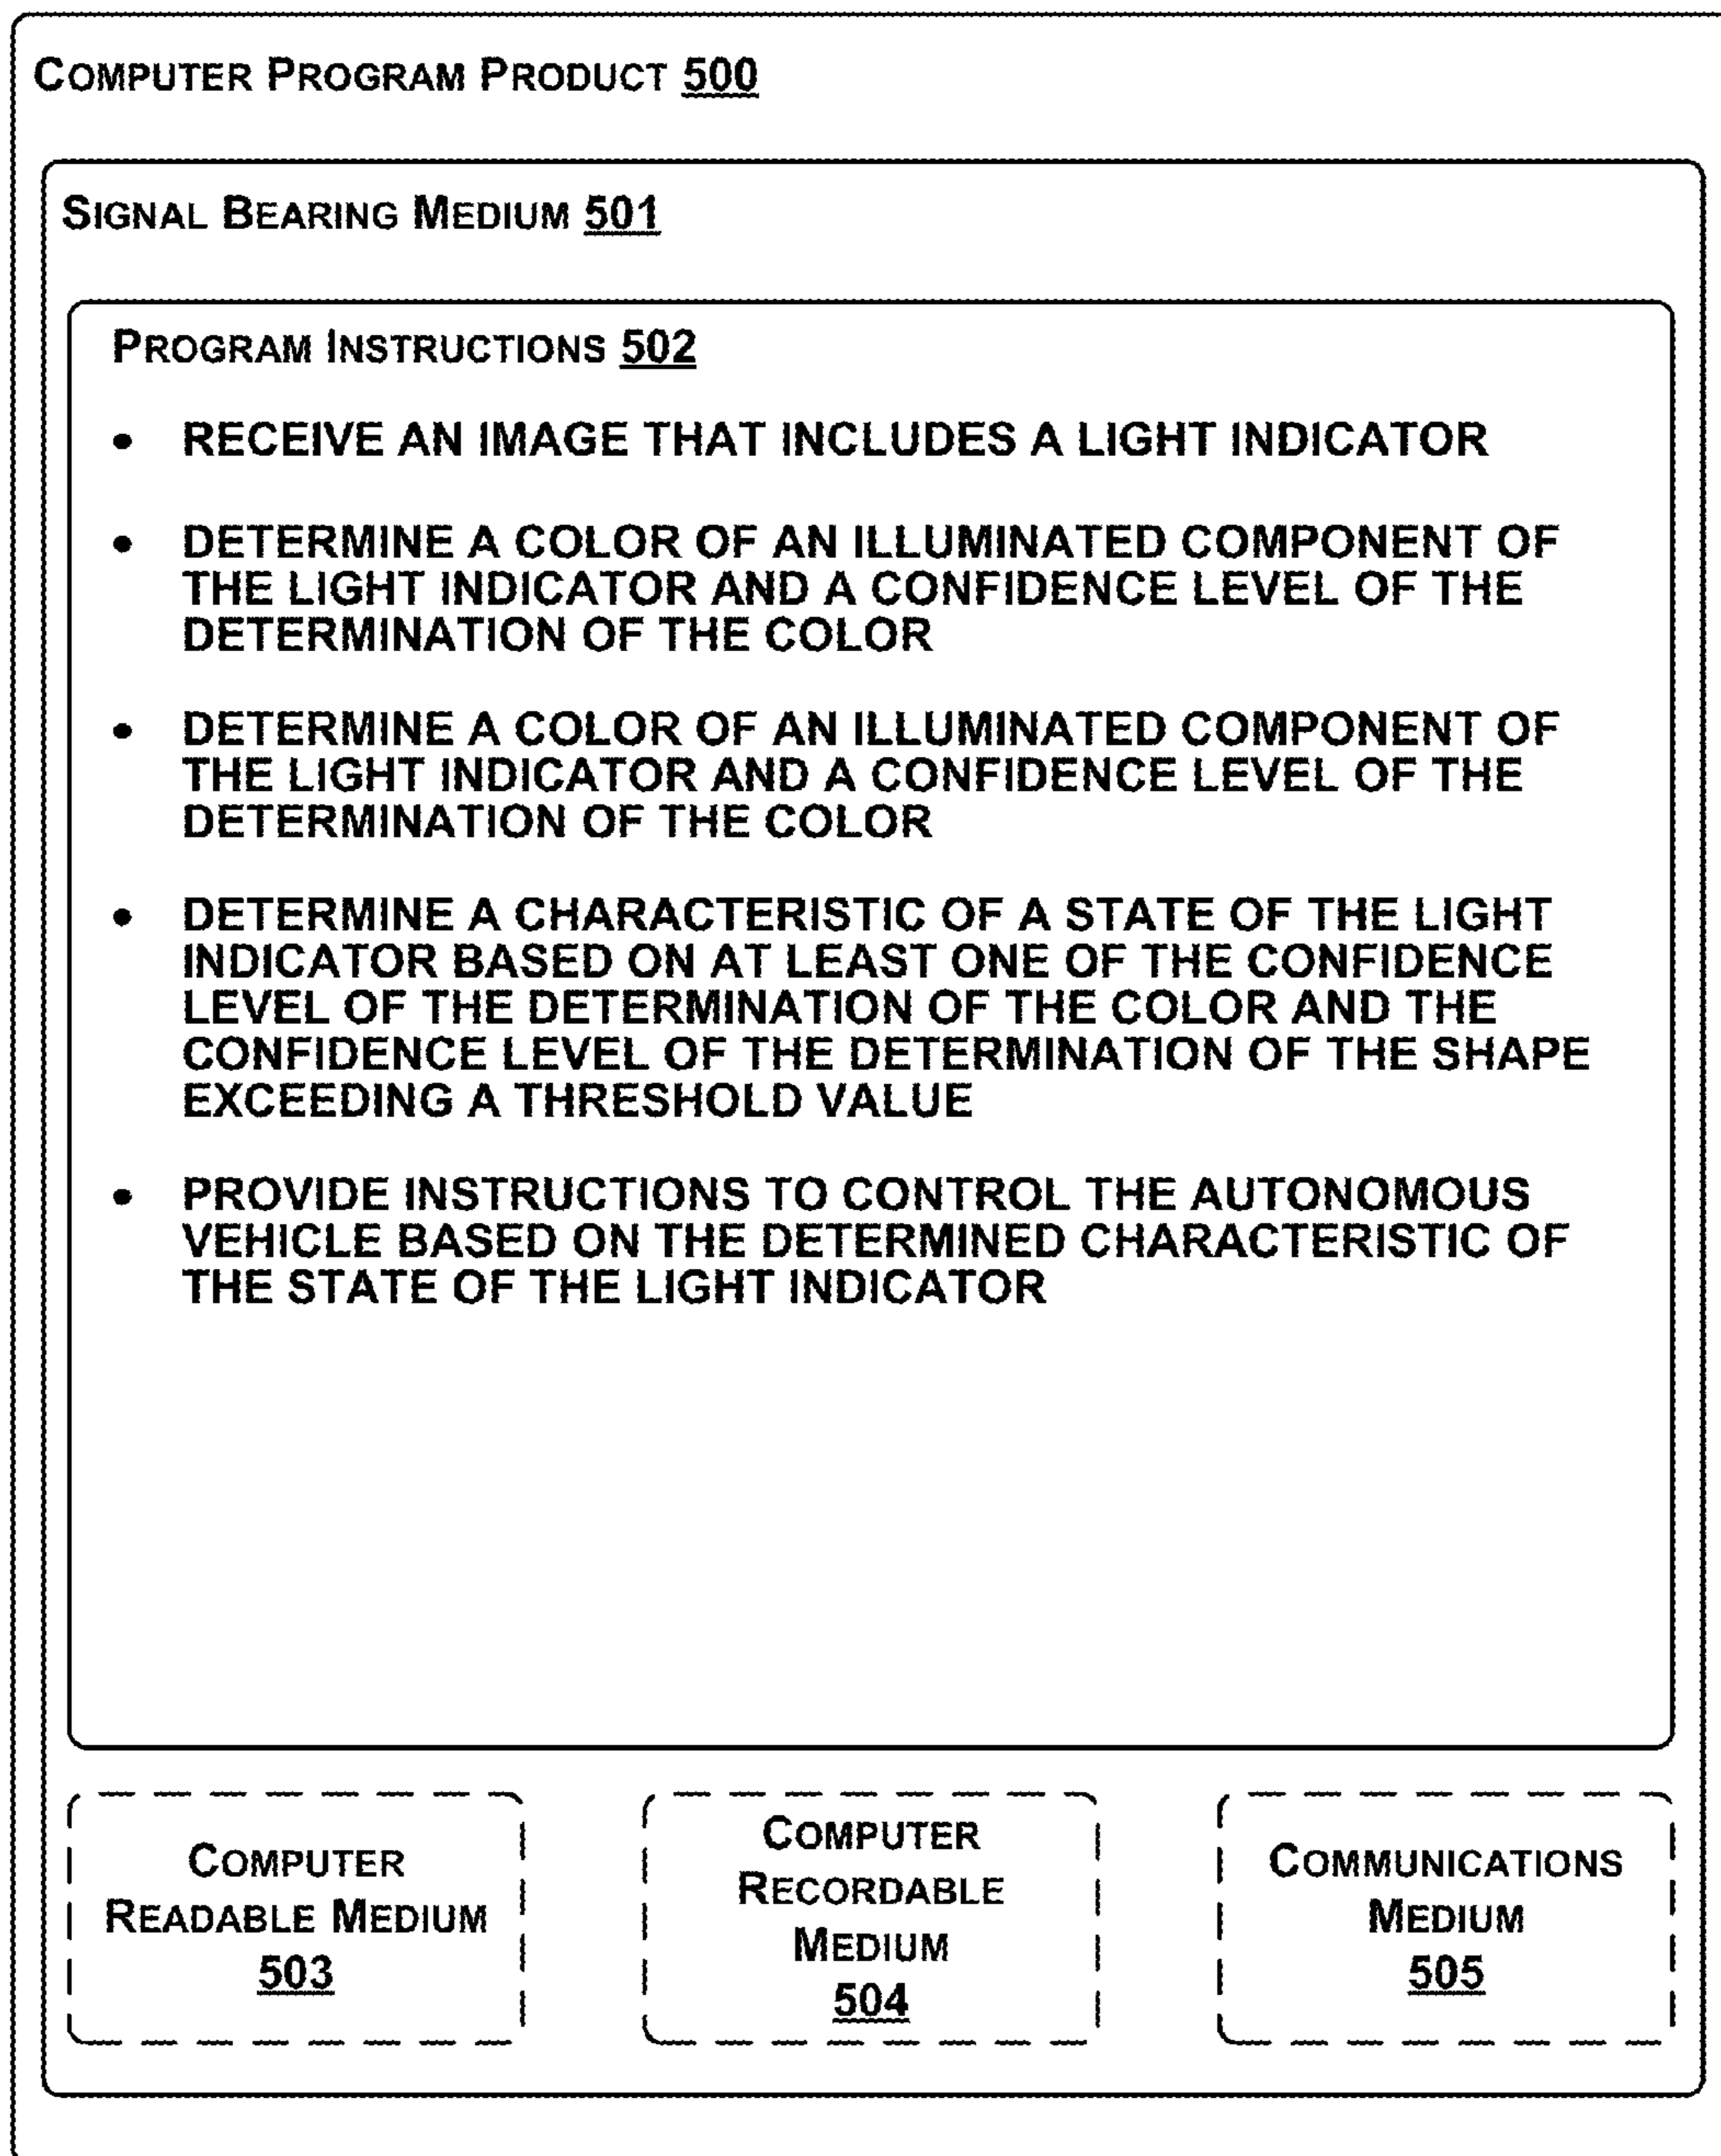 COMPUTER PROGRAM PRODUCT 500
SIGNAL BEARING MEDIUM 501
PROGRAM INSTRUCTIONS 502
• RECEIVE AN IMAGE THAT INCLUDES A LIGHT INDICATOR
• DETERMINE A COLOR OF AN ILLUMINATED COMPONENT OF
THE LIGHT INDICATOR AND A CONFIDENCE LEVEL OF THE
DETERMINATION OF THE COLOR
• DETERMINE A COLOR OF AN ILLUMINATED COMPONENT OF
THE LIGHT INDICATOR AND A CONFIDENCE LEVEL OF THE
DETERMINATION OF THE COLOR
• DETERMINE A CHARACTERISTIC OF A STATE OF THE LIGHT
INDICATOR BASED ON AT LEAST ONE OF THE CONFIDENCE
LEVEL OF THE DETERMINATION OF THE COLOR AND THE
CONFIDENCE LEVEL OF THE DETERMINATION OF THE SHAPE
EXCEEDING A THRESHOLD VALUE
• PROVIDE INSTRUCTIONS TO CONTROL THE AUTONOMOUS
VEHICLE BASED ON THE DETERMINED CHARACTERISTIC OF
THE STATE OF THE LIGHT INDICATOR
COMPUTER
READABLE MEDIUM
503
COMPUTER
RECORDABLE
MEDIUM
504
COMMUNICATIONS
MEDIUM
505